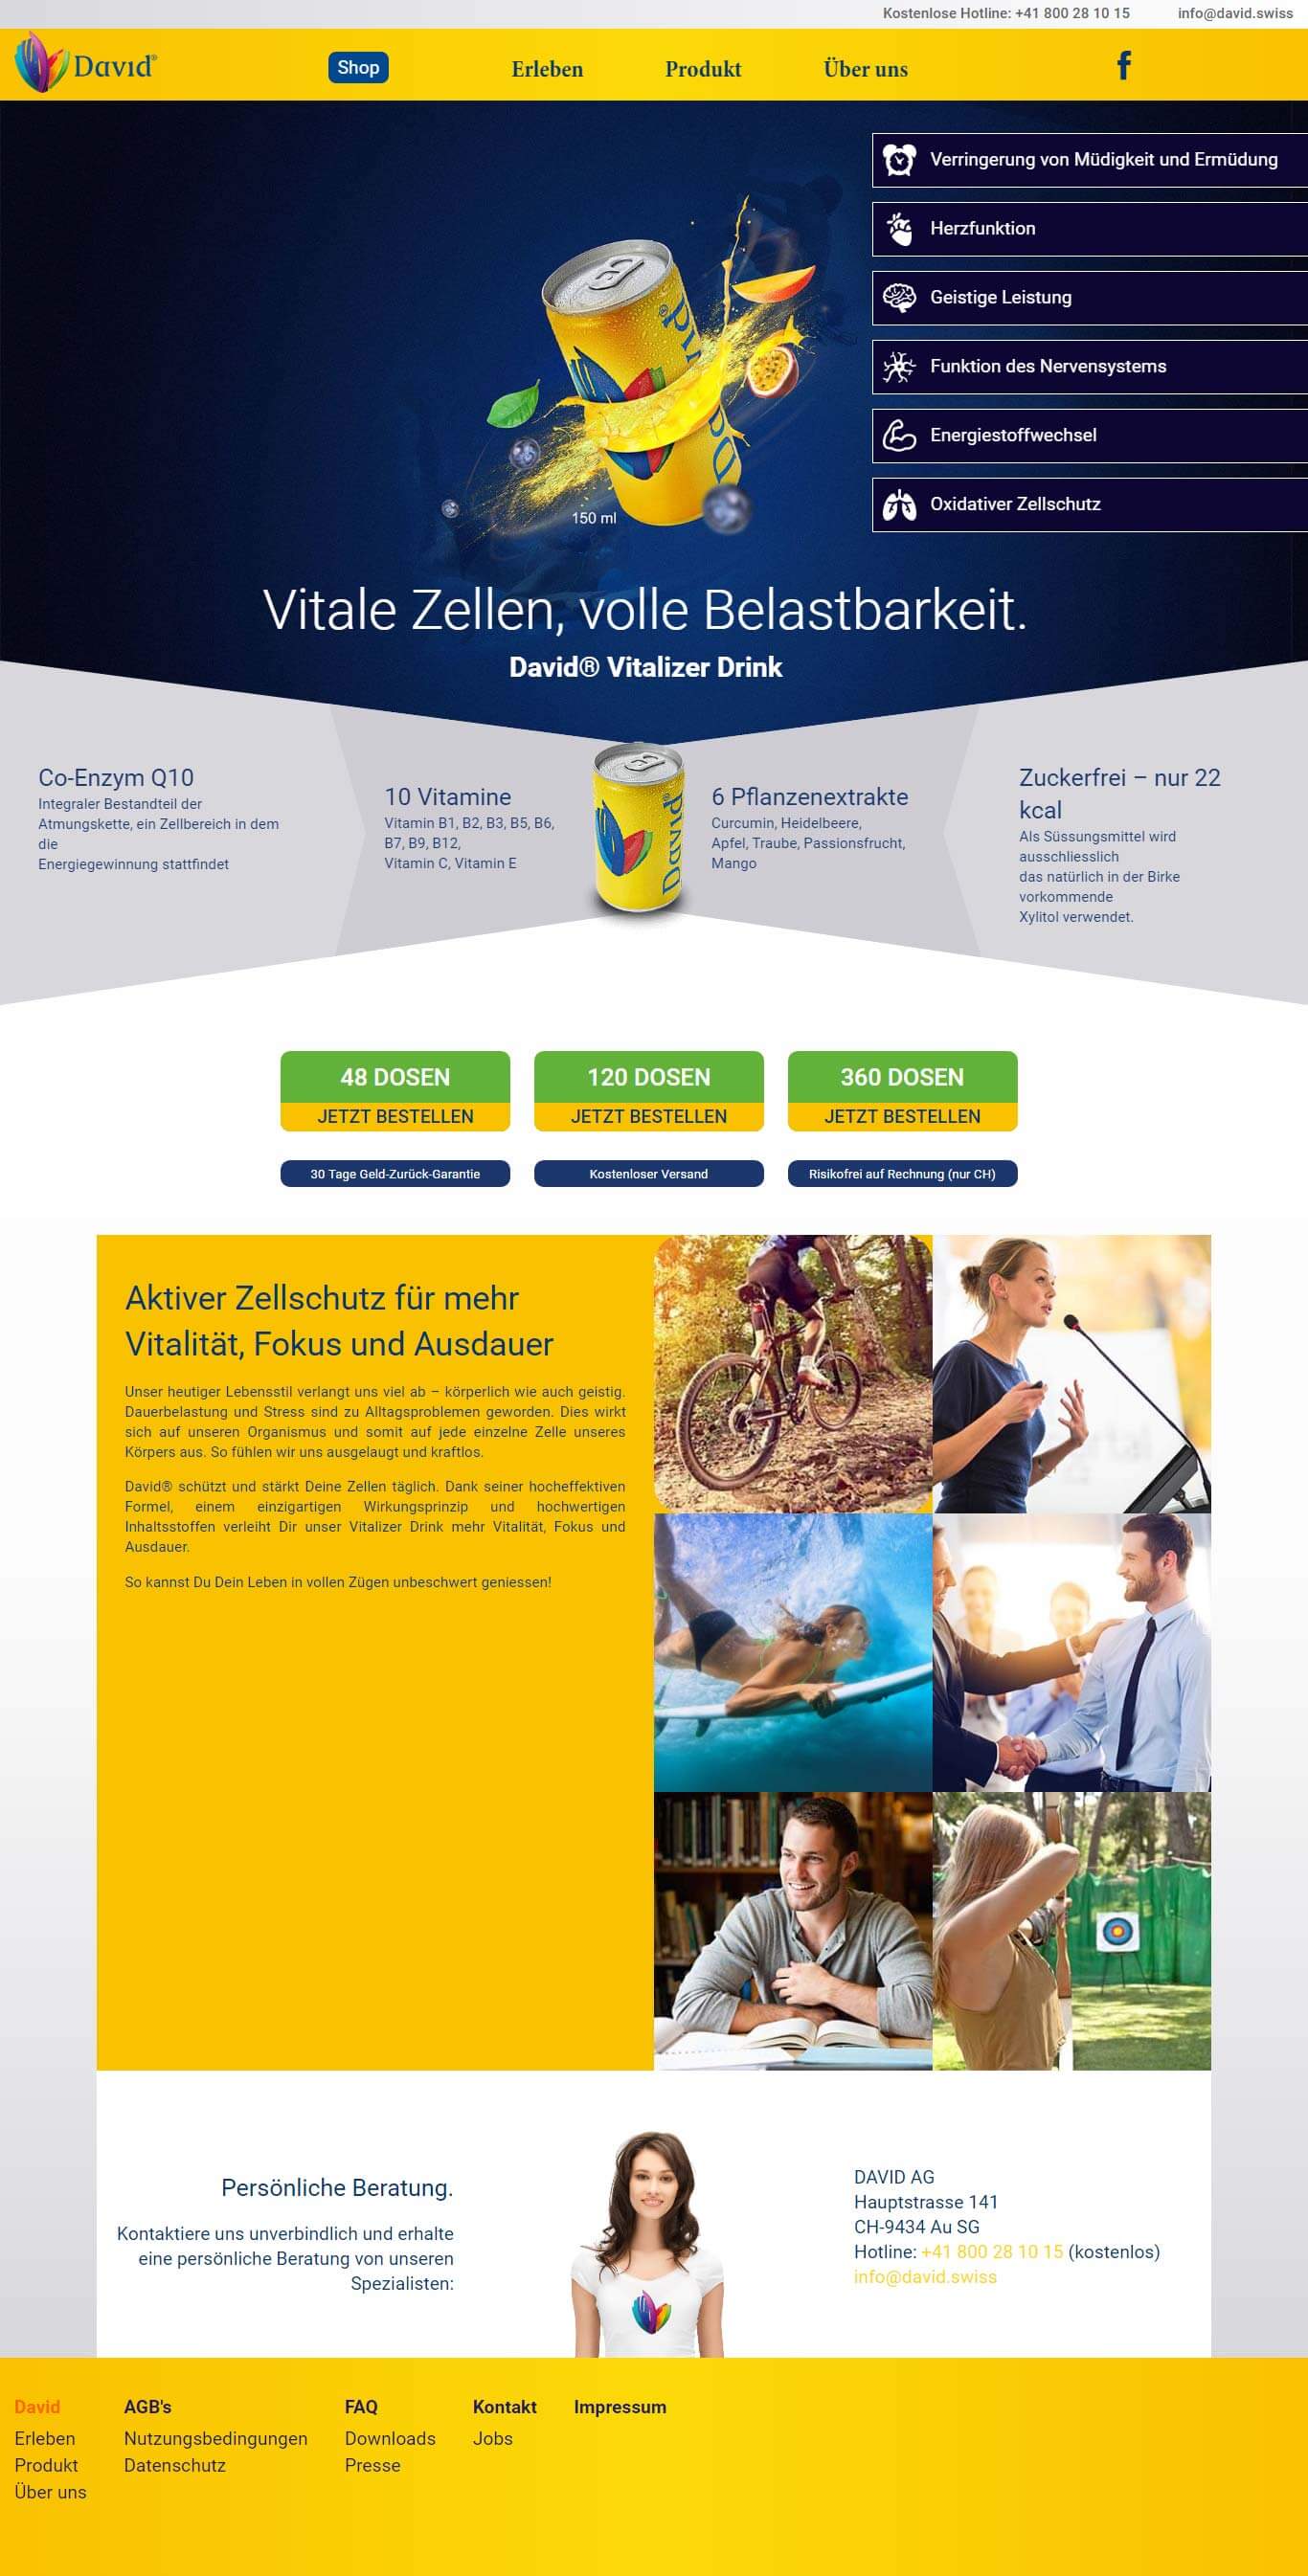 Kostenlose Hotline: +41 800 28 10 15 info@david.swiss
David®
Shop
Erleben
Produkt
Über uns
Verringerung von Müdigkeit und Ermüdung
Herzfunktion
Geistige Leistung
Funktion des Nervensystems
Energiestoffwechsel
Oxidativer Zellschutz
150 ml
Vitale Zellen, volle Belastbarkeit.
David® Vitalizer Drink
Co-Enzym Q10
Integraler Bestandteil der
Atmungskette, ein Zellbereich in dem
die
Energiegewinnung stattfindet
10 Vitamine
Vitamin B1, B2, B3, B5, B6,
B7, B9, B12,
Vitamin C, Vitamin E
David®
6 Pflanzenextrakte
Curcumin, Heidelbeere,
Apfel, Traube, Passionsfrucht,
Mango
Zuckerfrei – nur 22
kcal
Als Süssungsmittel wird
ausschliesslich
das natürlich in der Birke
vorkommende
Xylitol verwendet.
48 DOSEN
JETZT BESTELLEN
120 DOSEN
JETZT BESTELLEN
360 DOSEN
JETZT BESTELLEN
30 Tage Geld-Zurück-Garantie
Kostenloser Versand
Risikofrei auf Rechnung (nur CH)
Aktiver Zellschutz für mehr
Vitalität, Fokus und Ausdauer
Unser heutiger Lebensstil verlangt uns viel ab – körperlich wie auch geistig.
Dauerbelastung und Stress sind zu Alltagsproblemen geworden. Dies wirkt
sich auf unseren Organismus und somit auf jede einzelne Zelle unseres
Körpers aus. So fühlen wir uns ausgelaugt und kraftlos.
David® schützt und stärkt Deine Zellen täglich. Dank seiner hocheffektiven
Formel, einem einzigartigen Wirkungsprinzip und hochwertigen
Inhaltsstoffen verleiht Dir unser Vitalizer Drink mehr Vitalität, Fokus und
Ausdauer.
So kannst Du Dein Leben in vollen Zügen unbeschwert geniessen!
Persönliche Beratung.
Kontaktiere uns unverbindlich und erhalte
eine persönliche Beratung von unseren
Spezialisten:
DAVID AG
Hauptstrasse 141
CH-9434 Au SG
Hotline: +41 800 28 10 15 (kostenlos)
info@david.swiss
David
Erleben
Produkt
Über uns
AGB's
Nutzungsbedingungen
Datenschutz
FAQ
Downloads
Presse
Kontakt
Jobs
Impressum